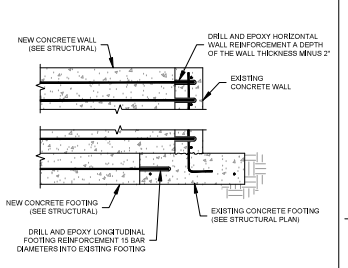 NEW CONCRETE WALL
(SEE STRUCTURAL)
DRILL AND EPOXY HORIZONTAL
WALL REINFORCEMENT A DEPTH
OF THE WALL THICKNESS MINUS 2"
EXISTING
CONCRETE WALL
NEW CONCRETE FOOTING
(SEE STRUCTURAL)
EXISTING CONCRETE FOOTING
(SEE STRUCTURAL PLAN)
DRILL AND EPOXY LONGITUDINAL
FOOTING REINFORCEMENT 15 BAR
DIAMETERS INTO EXISTING FOOTING